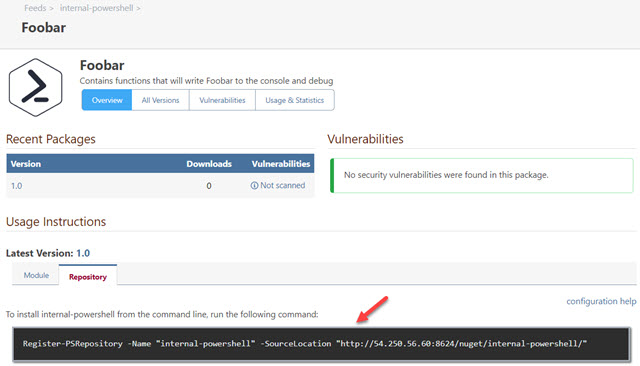 Feeds > internal-powershell >
Foobar
Foobar
Contains functions that will write Foobar to the console and debug
Overview All Versions Vulnerabilities Usage & Statistics
Recent Packages
Version Downloads Vulnerabilities
1.0 0 Not scanned
Vulnerabilities
No security vulnerabilities were found in this package.
Usage Instructions
Latest Version: 1.0
Module Repository
configuration help
To install internal-powershell from the command line, run the following command:
Register-PSRepository -Name "internal-powershell" -SourceLocation "http://54.250.56.60:8624/nuget/internal-powershell/"